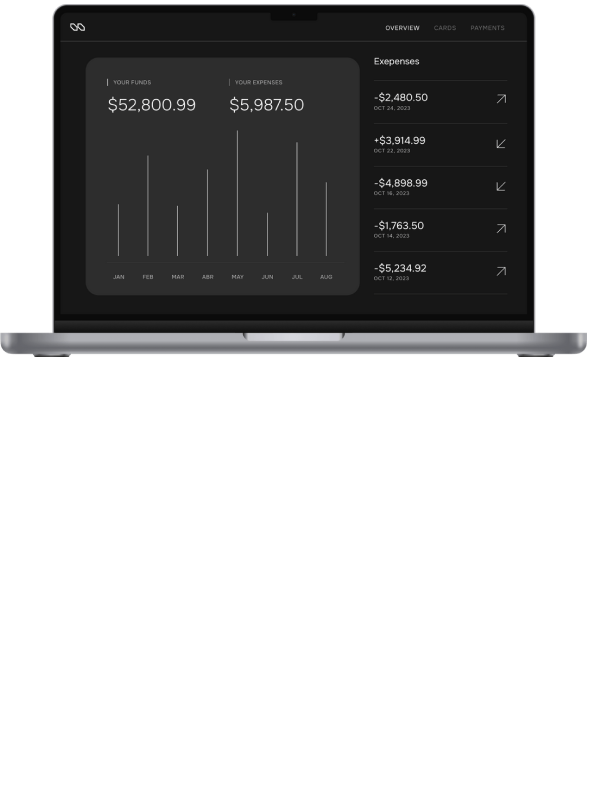 OVERVIEW CARDS PAYMENTS
YOUR FUNDS
$52,800.99
YOUR EXPENSES
$5,987.50
JAN FEB MAR ABR MAY JUN JUL AUG
Exepenses
-$2,480.50
OCT 24, 2023
+$3,914.99
OCT 22, 2023
-$4,898.99
OCT 16, 2023
-$1,763.50
OCT 14, 2023
-$5,234.92
OCT 12, 2023